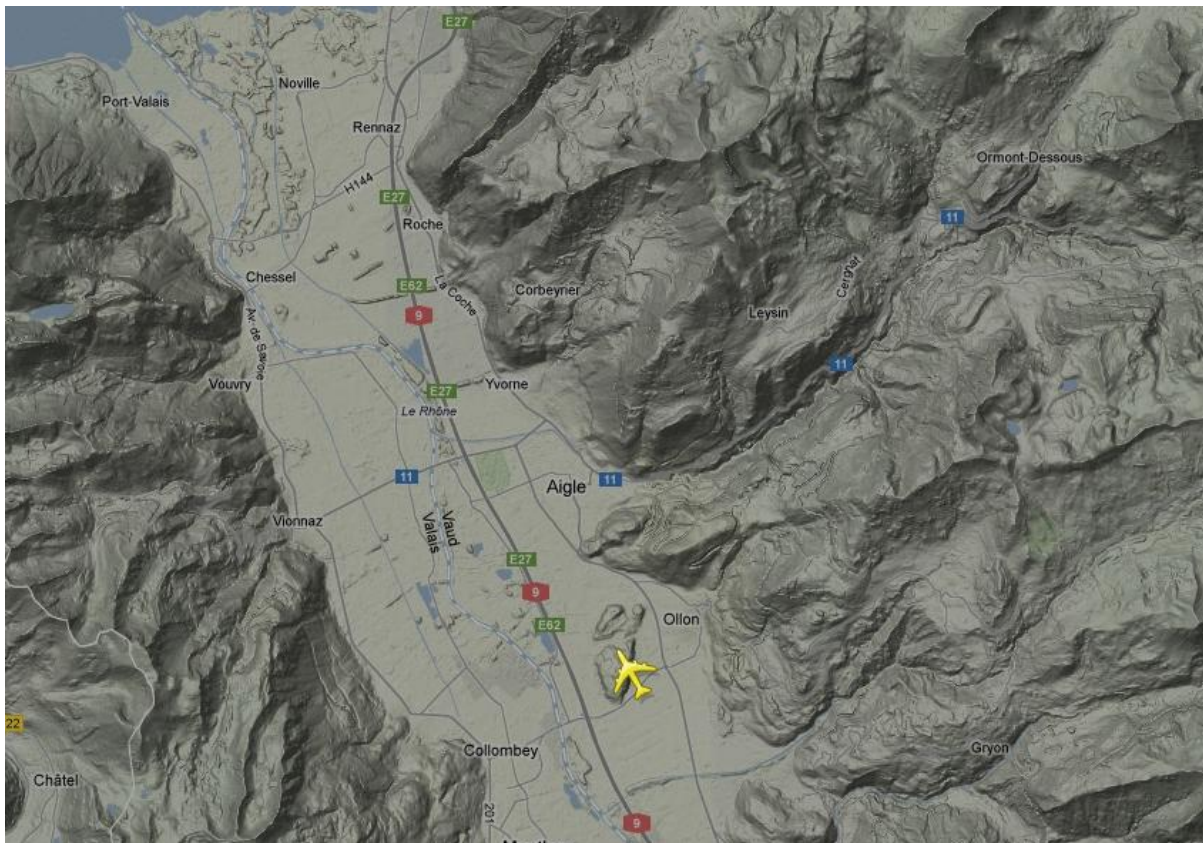 E27
Noville
Port-Valais
Rennaz
Ormont-Dessous
H144
E27
11
Roche
Chessel
E62
La Coche
Corbeyrier
Cergnat
9
Leysin
Av. de Savoie
11
Vouvry
E27
Yvorne
Le Rhône
11
11
Aigle
Vionnaz
Vaud
Valais
E27
9
Ollon
E62
22
Collombey
Gryon
Châtel
201
9